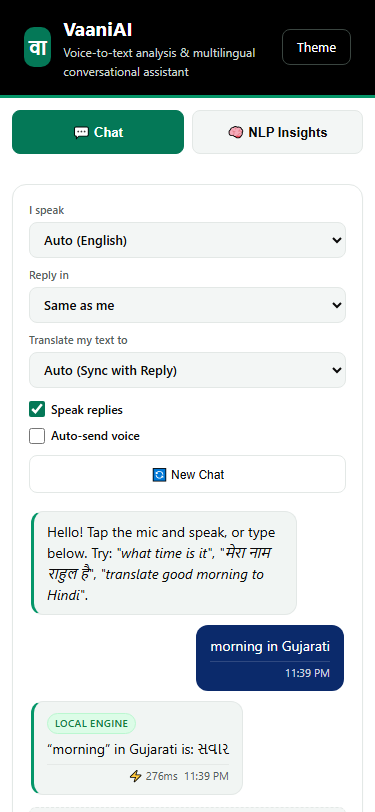 वा
VaaniAI
Voice-to-text analysis & multilingual
conversational assistant
Theme
💬 Chat
🧠 NLP Insights
I speak
Auto (English)
Reply in
Same as me
Translate my text to
Auto (Sync with Reply)
Speak replies
Auto-send voice
🔄 New Chat
Hello! Tap the mic and speak, or type
below. Try: "what time is it", "मेरा नाम
राहुल है", "translate good morning to
Hindi".
morning in Gujarati
11:39 PM
LOCAL ENGINE
“morning” in Gujarati is: સવાર
⚡ 276ms 11:39 PM